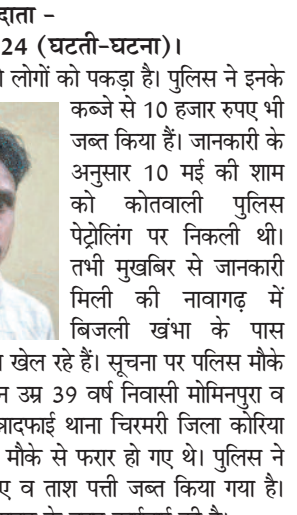 दाता –
24 (घटती-घटना)।
लोगों को पकड़ा है। पुलिस ने इनके
कब्जे से 10 हजार रुपए भी
जब्त किया हैं। जानकारी के
अनुसार 10 मई की शाम
को कोतवाली पुलिस
पेट्रोलिंग पर निकली थी।
तभी मुखबिर से जानकारी
मिली की नावागढ़ में
बिजली खंभा के पास
खेल रहे हैं। सूचना पर पलिस मौके
न उम्र 39 वर्ष निवासी मोमिनपुरा व
थाना चिरमरी जिला कोरिया
मौके से फरार हो गए थे। पुलिस ने
ए व ताश पत्ती जब्त किया गया है।